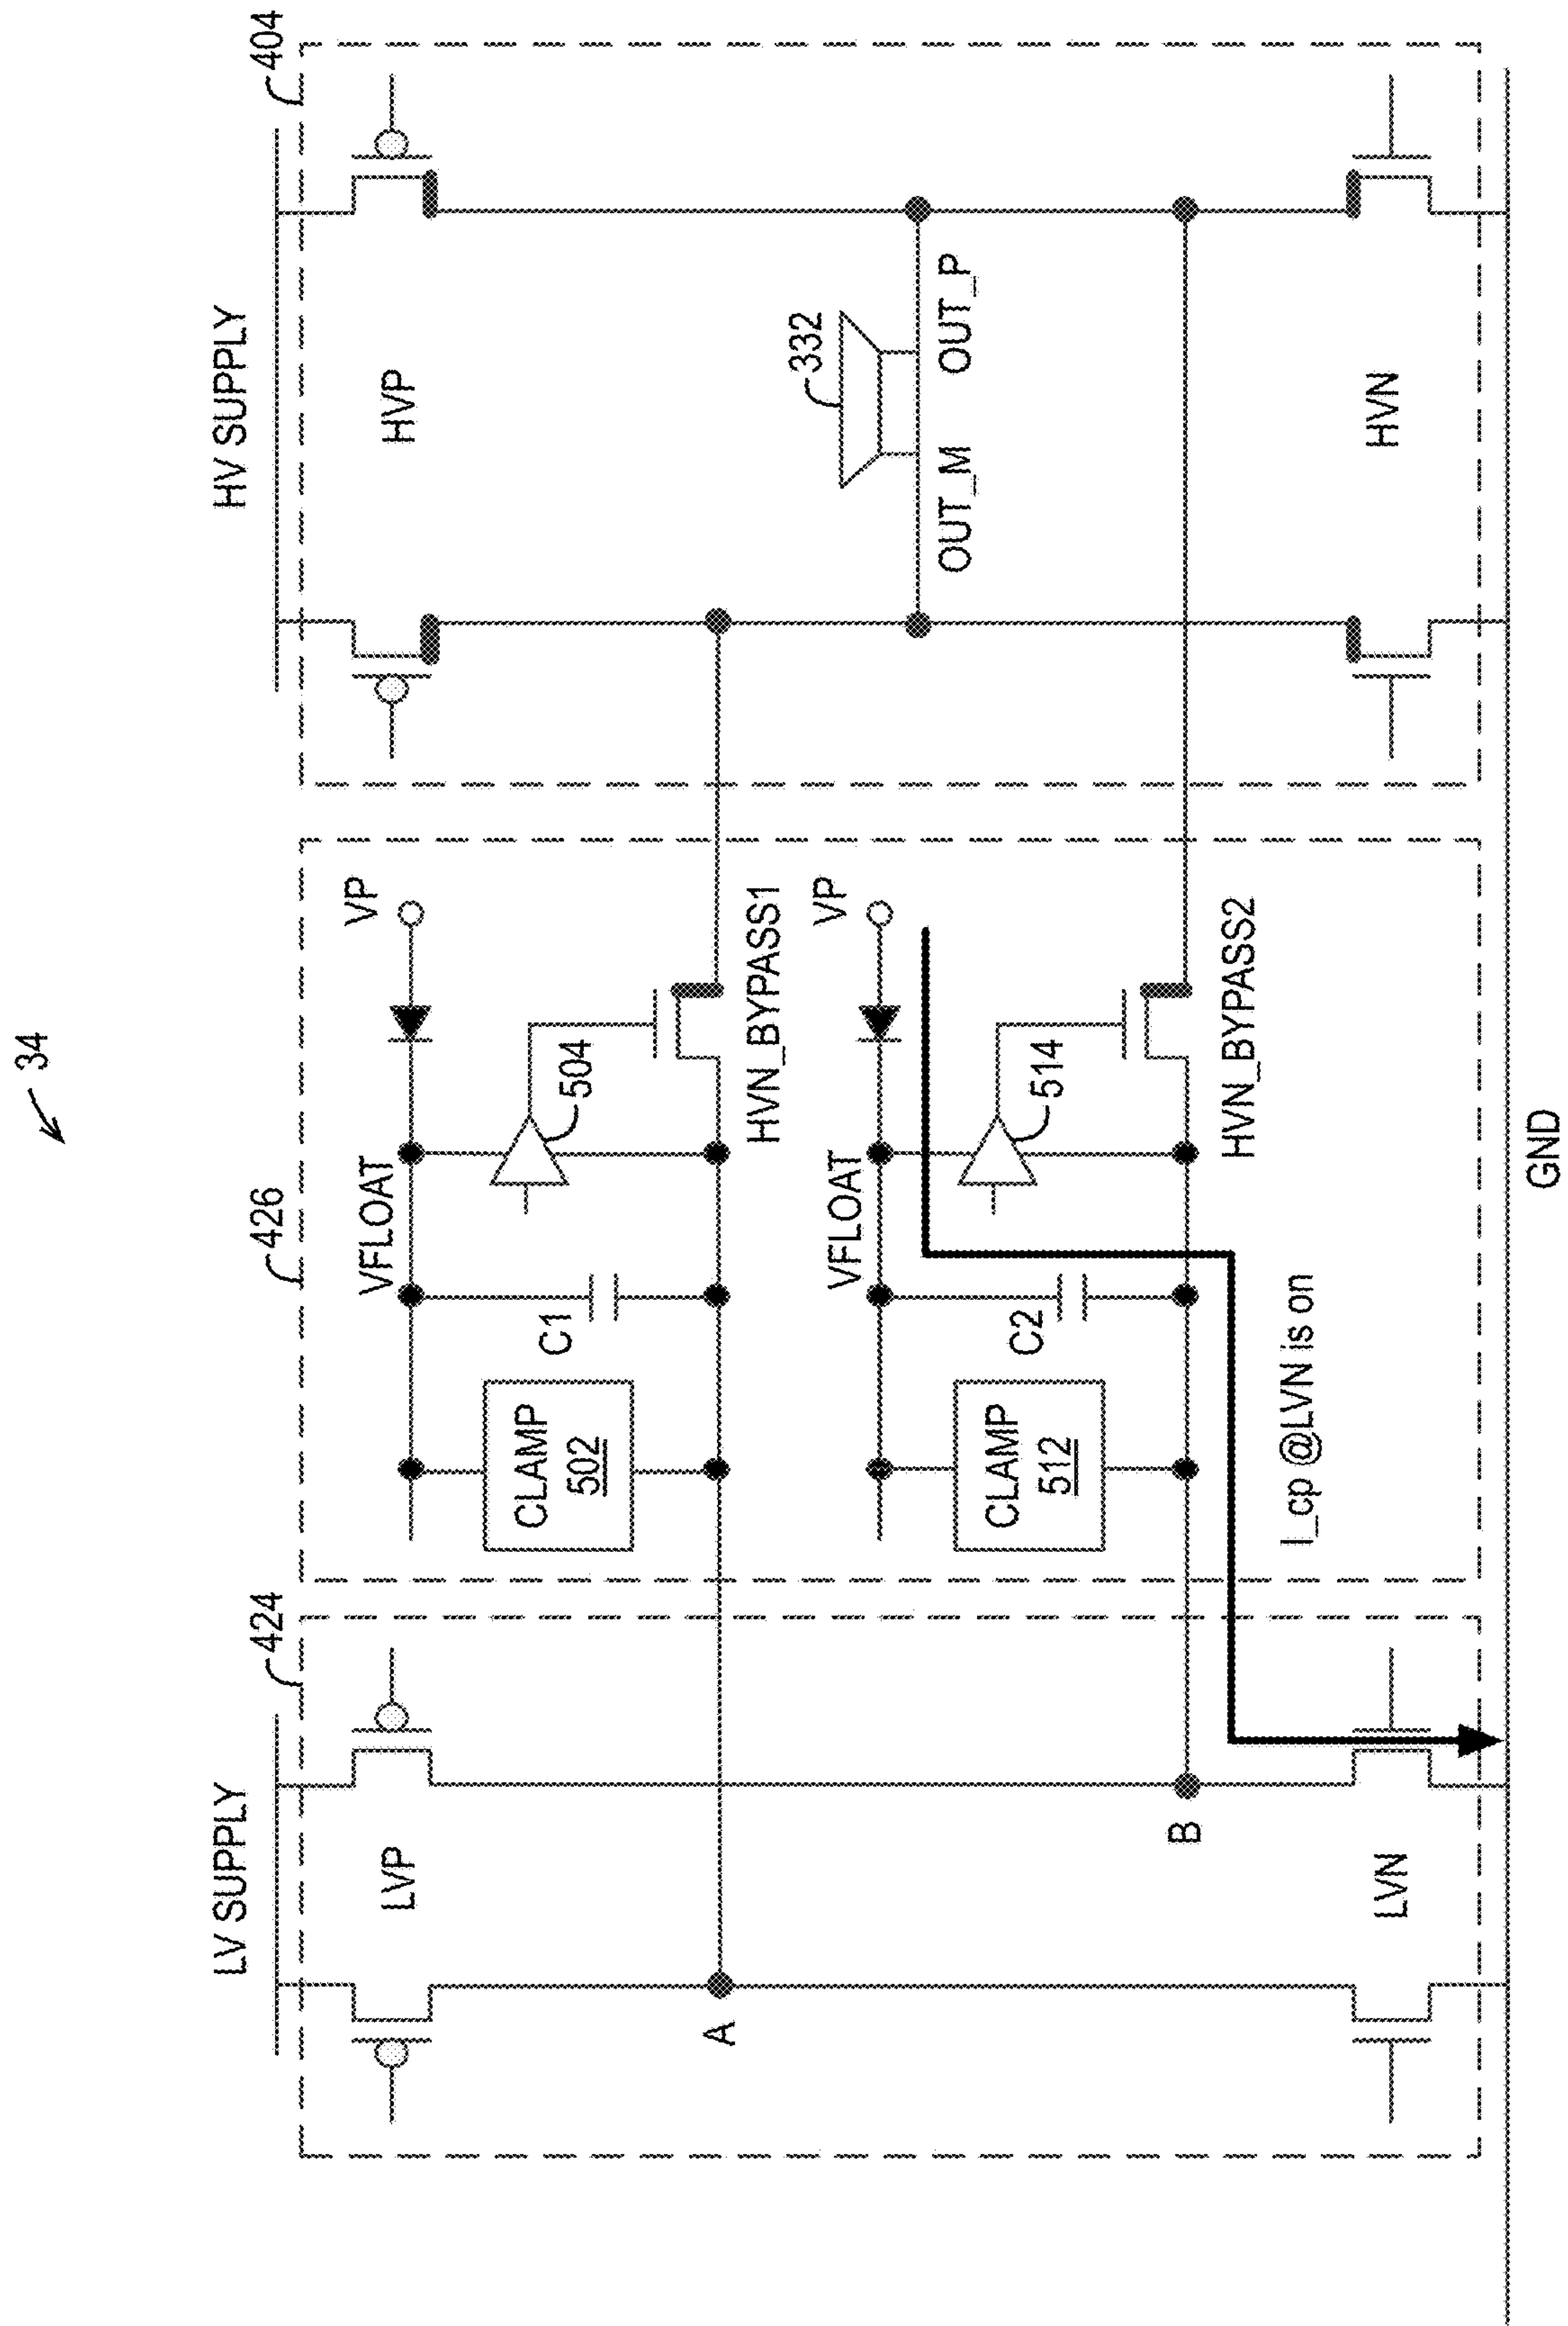 34
424
426
404
LV SUPPLY
HV SUPPLY
LVP
VFLOAT
VP
HVP
CLAMP
502
C1
504
HVN_BYPASS1
A
332
OUT_M
OUT_P
VFLOAT
VP
CLAMP
512
C2
514
HVN_BYPASS2
B
I_cp @LVN is on
LVN
HVN
GND